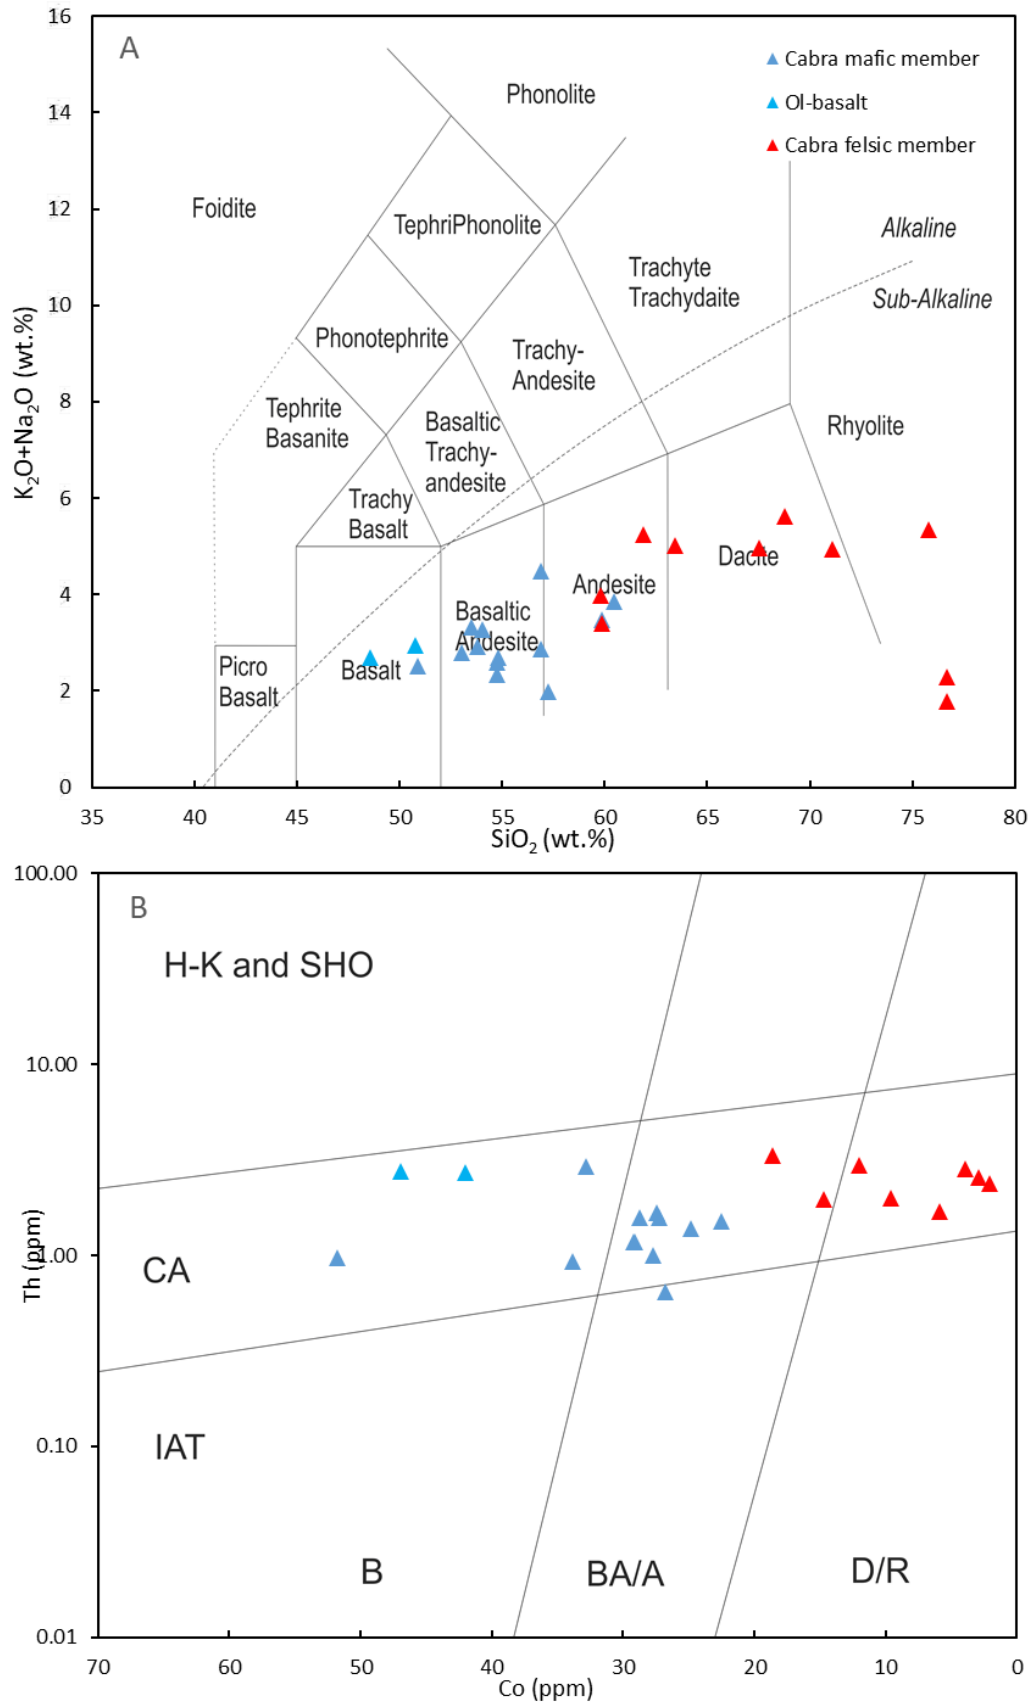 16
A
Cabra mafic member
14
Phonolite
Ol-basalt
Cabra felsic member
12
Foidite
TephriPhonolite
Alkaline
Trachyte
Trachydaite
Sub-Alkaline
10
Phonotephrite
Trachy-
Andesite
8
Tephrite
Basanite
Basaltic
Trachy-
andesite
Rhyolite
K2O+Na2O (wt.%)
6
Trachy
Basalt
4
Dacite
Andesite
Basaltic
Andesite
Picro
Basalt
Basalt
2
0
35
40
45
50
55
60
65
70
75
80
SiO2 (wt.%)
100.00
B
H-K and SHO
10.00
Th (ppm)
1.00
CA
0.10
IAT
B
BA/A
D/R
0.01
70
60
50
40
30
20
10
0
Co (ppm)